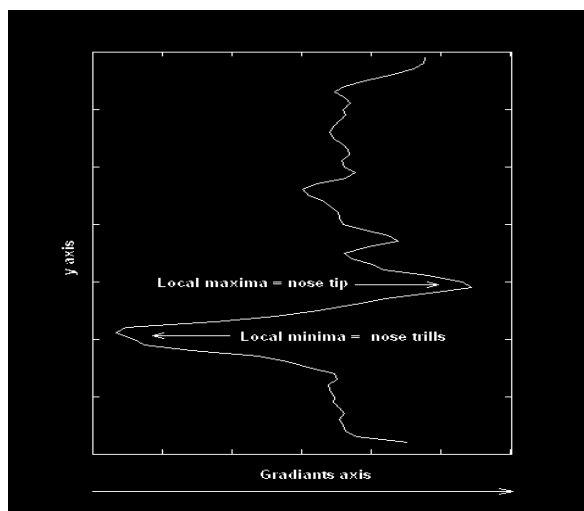 y axis
Local maxima = nose tip
Local minima = nose trills
Gradiants axis